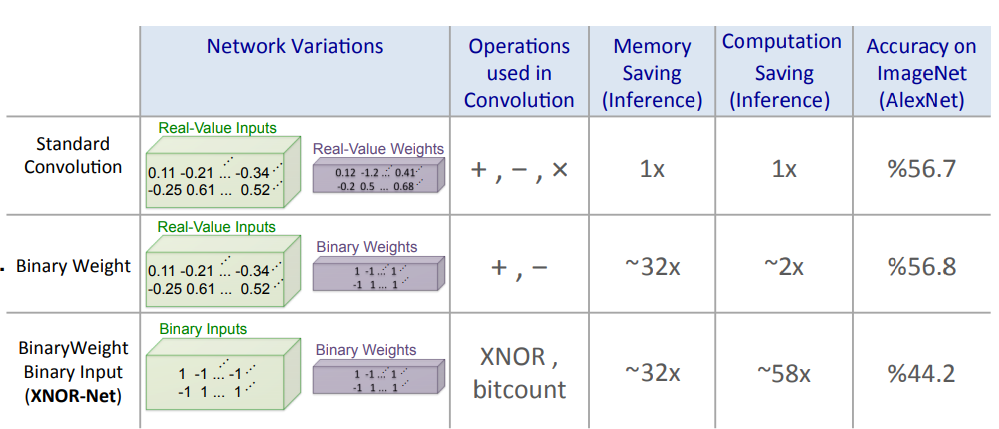 Network Variations
Operations
used in
Convolution
Memory
Saving
(Inference)
Computation
Saving
(Inference)
Accuracy on
ImageNet
(AlexNet)
Standard
Convolution
Real-Value Inputs
0.11 -0.21 ... -0.34
-0.25 0.61 ... 0.52
Real-Value Weights
0.12 -1.2 ... 0.41
-0.2 0.5 ... 0.68
+ , − , ×
1x
1x
%56.7
Binary Weight
Real-Value Inputs
0.11 -0.21 ... -0.34
-0.25 0.61 ... 0.52
Binary Weights
1 -1 ... 1
-1 1 ... 1
+ , −
~32x
~2x
%56.8
BinaryWeight
Binary Input
(XNOR-Net)
Binary Inputs
1 -1 ... -1
-1 1 ... 1
Binary Weights
1 -1 ... 1
-1 1 ... 1
XNOR ,
bitcount
~32x
~58x
%44.2